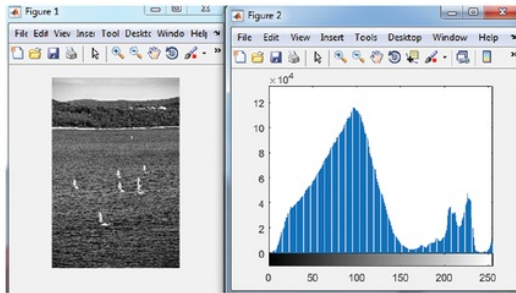 Figure 1
File Edit View Inser Tool Deskto Windo Help
Figure 2
File Edit View Insert Tools Desktop Window Help
× 10⁴
12
10
8
6
4
2
0
0 50 100 150 200 250